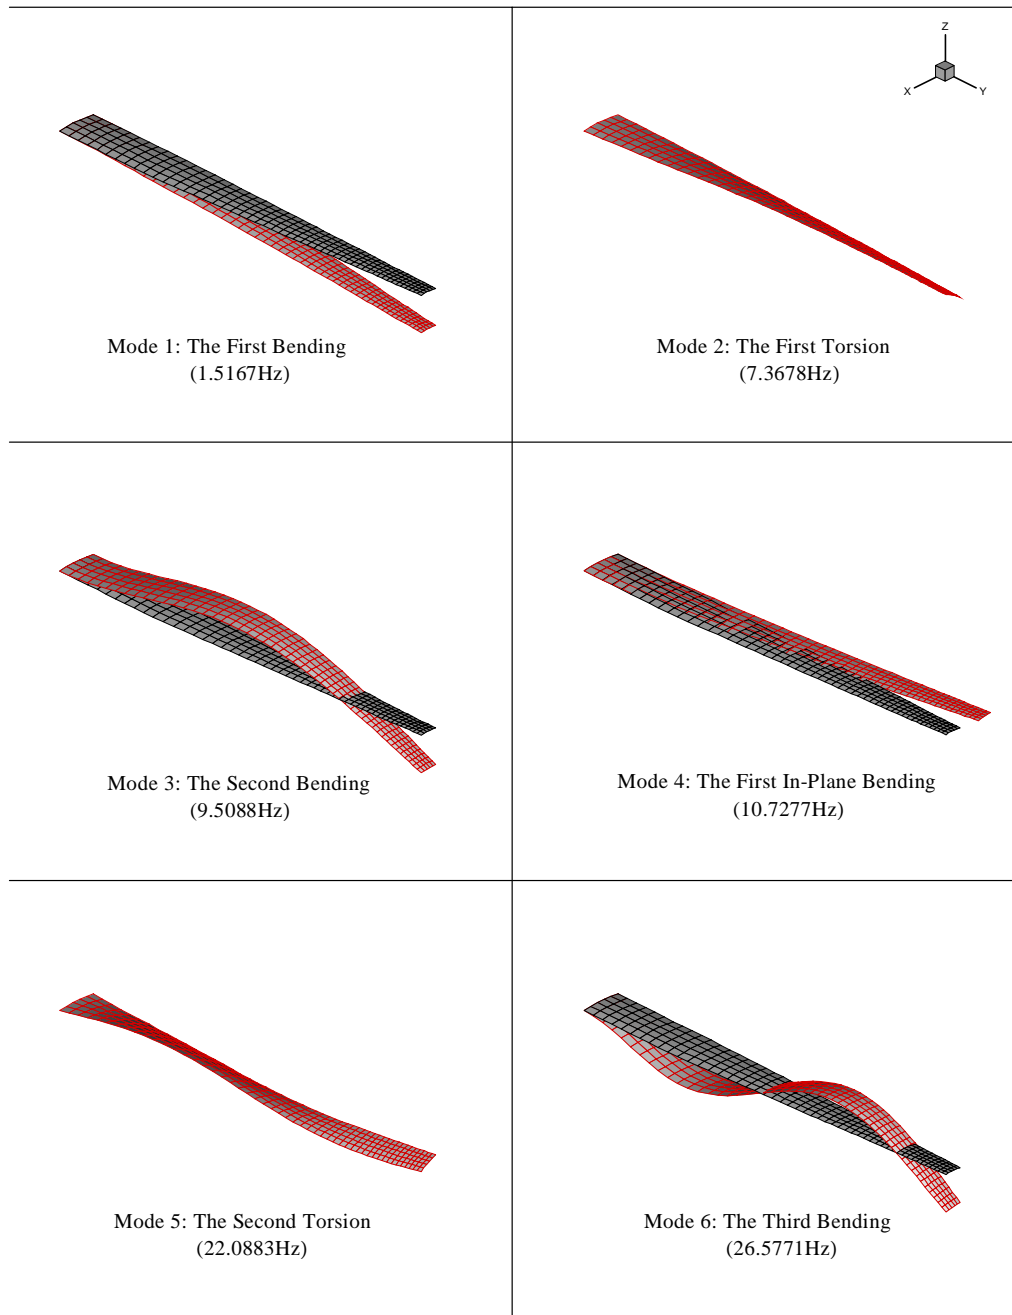 Z
X
Y
Mode 1: The First Bending
(1.5167Hz)
Mode 2: The First Torsion
(7.3678Hz)
Mode 3: The Second Bending
(9.5088Hz)
Mode 4: The First In-Plane Bending
(10.7277Hz)
Mode 5: The Second Torsion
(22.0883Hz)
Mode 6: The Third Bending
(26.5771Hz)